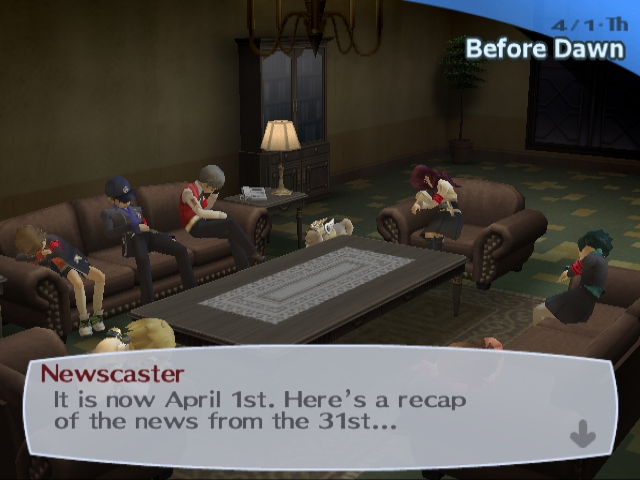 4/1·Th
Before Dawn
Newscaster
It is now April 1st. Here's a recap
of the news from the 31st...